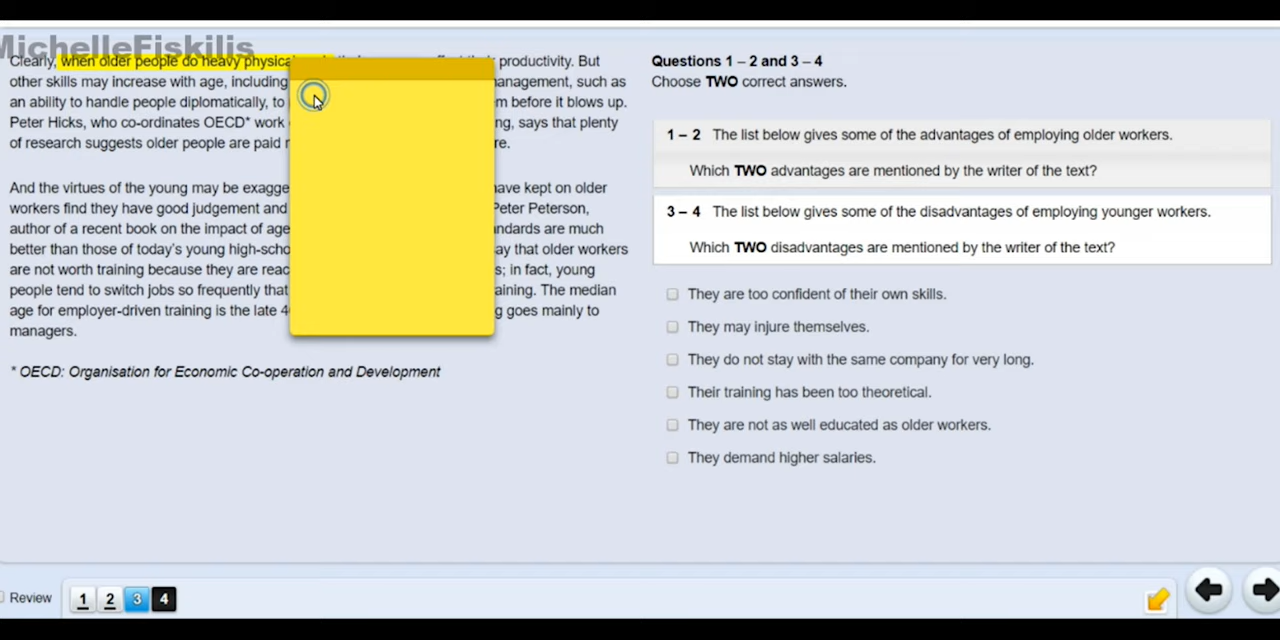 MichelleFiskilis
Clearly, when older people do heavy physical productivity. But
other skills may increase with age, including anagement, such as
an ability to handle people diplomatically, to m before it blows up.
Peter Hicks, who co-ordinates OECD* work ng, says that plenty
of research suggests older people are paid re.
And the virtues of the young may be exagge ave kept on older
workers find they have good judgement and Peter Peterson,
author of a recent book on the impact of age ndards are much
better than those of today's young high-scho ay that older workers
are not worth training because they are reac s; in fact, young
people tend to switch jobs so frequently that aining. The median
age for employer-driven training is the late 4 g goes mainly to
managers.
* OECD: Organisation for Economic Co-operation and Development
Questions 1 – 2 and 3 – 4
Choose TWO correct answers.
1 – 2 The list below gives some of the advantages of employing older workers.
Which TWO advantages are mentioned by the writer of the text?
3 – 4 The list below gives some of the disadvantages of employing younger workers.
Which TWO disadvantages are mentioned by the writer of the text?
They are too confident of their own skills.
They may injure themselves.
They do not stay with the same company for very long.
Their training has been too theoretical.
They are not as well educated as older workers.
They demand higher salaries.
Review 1 2 3 4